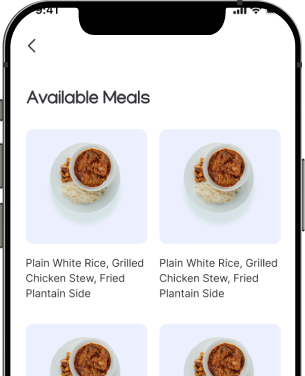 9:41
Available Meals
Plain White Rice, Grilled Plain White Rice, Grilled
Chicken Stew, Fried Chicken Stew, Fried
Plantain Side Plantain Side